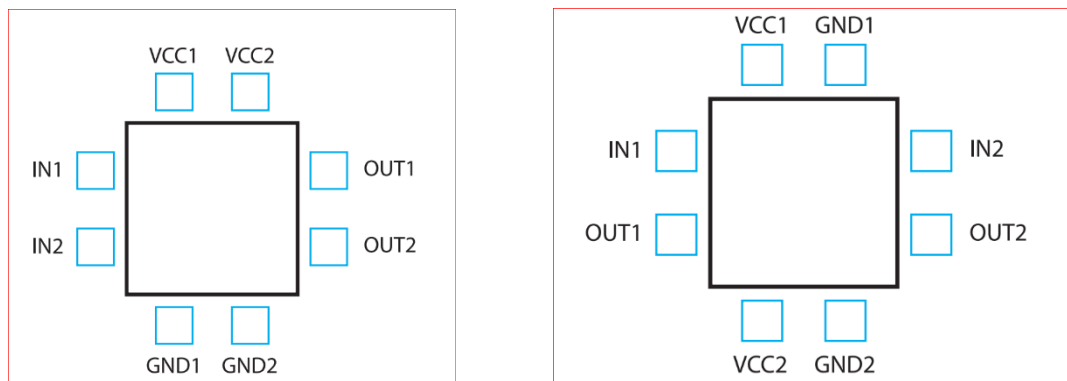 VCC1 VCC2
IN1 OUT1
IN2 OUT2
GND1 GND2
VCC1 GND1
IN1 IN2
OUT1 OUT2
VCC2 GND2